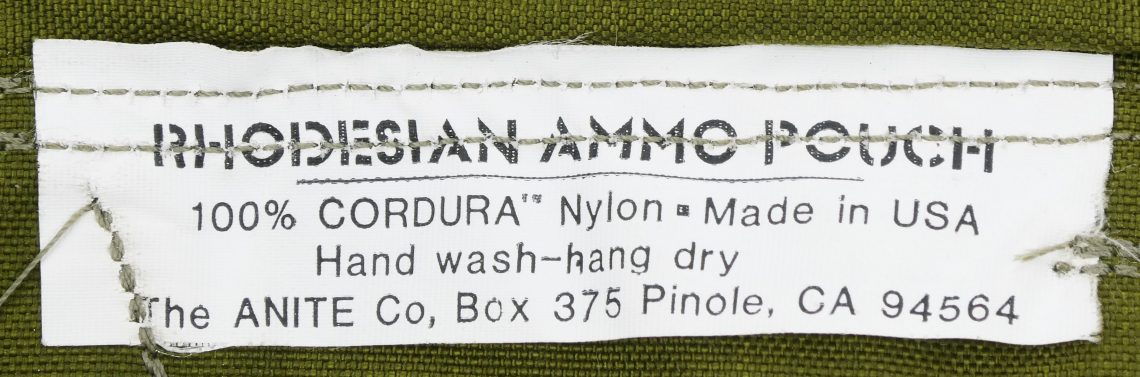 RHODESIAN AMMO POUCH
100% CORDURA™ Nylon ▪ Made in USA
Hand wash-hang dry
The ANITE Co, Box 375 Pinole, CA 94564